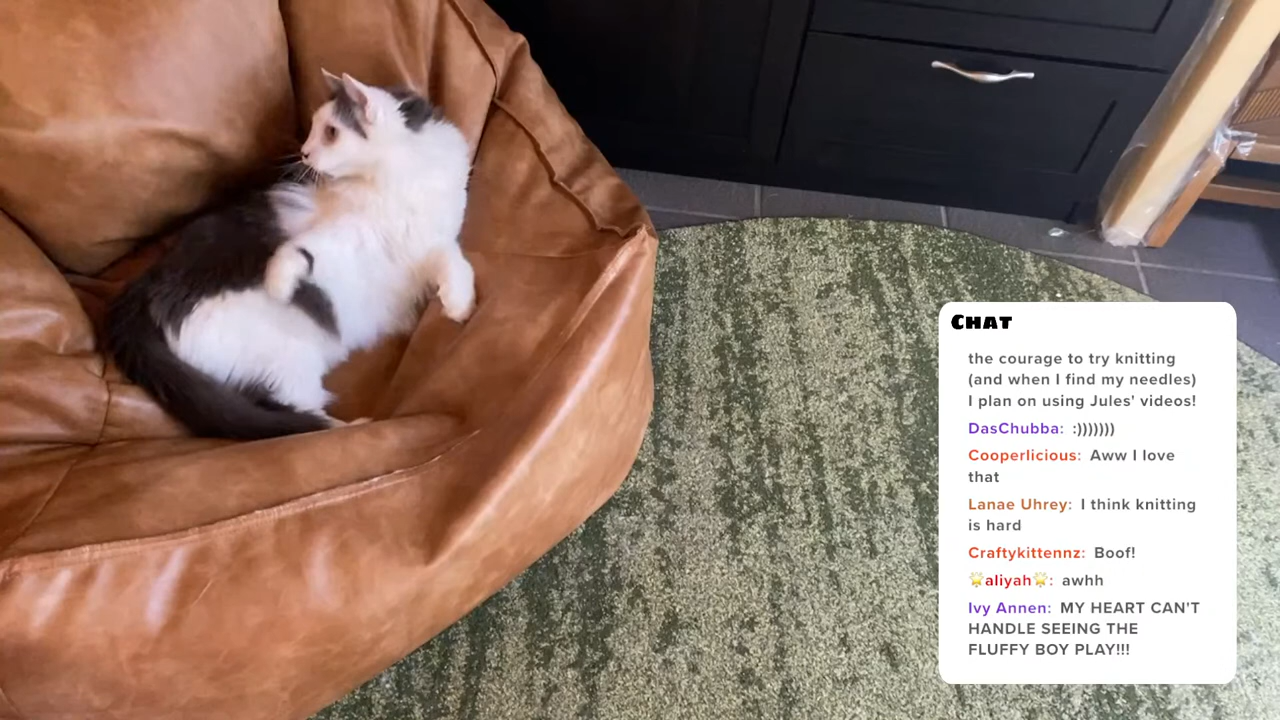 Chat
the courage to try knitting
(and when I find my needles)
I plan on using Jules' videos!
DasChubba: :)))))))
Cooperlicious: Aww I love
that
Lanae Uhrey: I think knitting
is hard
Craftykittennz: Boof!
🌟aliyah🌟: awhh
Ivy Annen: MY HEART CAN'T
HANDLE SEEING THE
FLUFFY BOY PLAY!!!